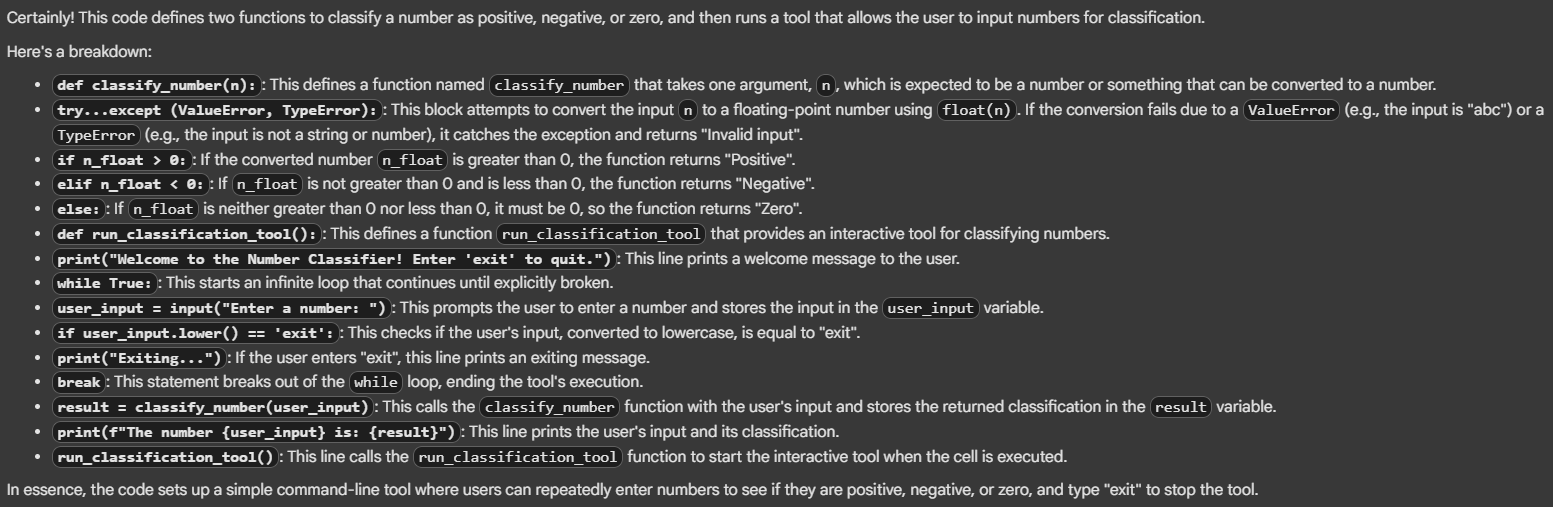 Certainly! This code defines two functions to classify a number as positive, negative, or zero, and then runs a tool that allows the user to input numbers for classification.
Here's a breakdown:
• def classify_number(n): : This defines a function named classify_number that takes one argument, n , which is expected to be a number or something that can be converted to a number.
• try...except (ValueError, TypeError): : This block attempts to convert the input n to a floating-point number using float(n) . If the conversion fails due to a ValueError (e.g., the input is "abc") or a
TypeError (e.g., the input is not a string or number), it catches the exception and returns "Invalid input".
• if n_float > 0: : If the converted number n_float is greater than 0, the function returns "Positive".
• elif n_float < 0: : If n_float is not greater than 0 and is less than 0, the function returns "Negative".
• else: : If n_float is neither greater than 0 nor less than 0, it must be 0, so the function returns "Zero".
• def run_classification_tool(): : This defines a function run_classification_tool that provides an interactive tool for classifying numbers.
• print("Welcome to the Number Classifier! Enter 'exit' to quit.") : This line prints a welcome message to the user.
• while True: : This starts an infinite loop that continues until explicitly broken.
• user_input = input("Enter a number: ") : This prompts the user to enter a number and stores the input in the user_input variable.
• if user_input.lower() == 'exit': : This checks if the user's input, converted to lowercase, is equal to "exit".
• print("Exiting...") : If the user enters "exit", this line prints an exiting message.
• break : This statement breaks out of the while loop, ending the tool's execution.
• result = classify_number(user_input) : This calls the classify_number function with the user's input and stores the returned classification in the result variable.
• print(f"The number {user_input} is: {result}") : This line prints the user's input and its classification.
• run_classification_tool() : This line calls the run_classification_tool function to start the interactive tool when the cell is executed.
In essence, the code sets up a simple command-line tool where users can repeatedly enter numbers to see if they are positive, negative, or zero, and type "exit" to stop the tool.